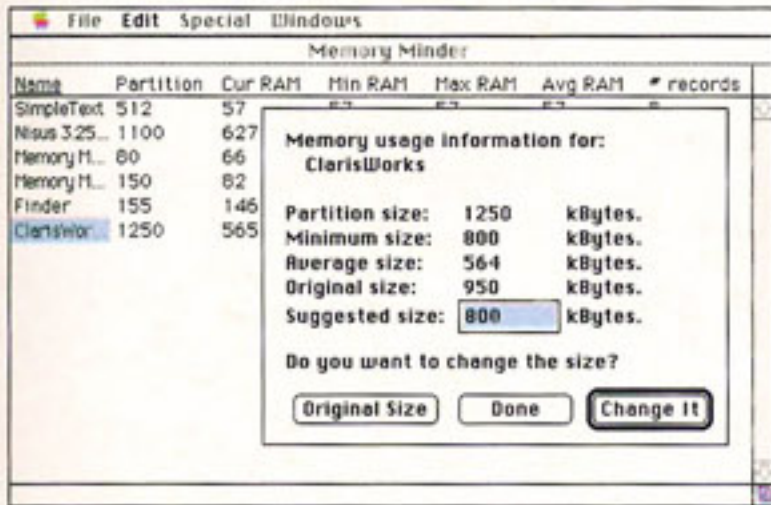 File Edit Special Windows
Memory Minder
Name Partition Cur RAM Min RAM Max RAM Avg RAM # records
SimpleText 512 57
Nisus 3.25... 1100 627
Memory M... 80 66
Memory M... 150 82
Finder 155 146
ClarisWor... 1250 565
Memory usage information for:
ClarisWorks
Partition size: 1250 kBytes.
Minimum size: 800 kBytes.
Average size: 564 kBytes.
Original size: 950 kBytes.
Suggested size: 800 kBytes.
Do you want to change the size?
Original Size Done Change It